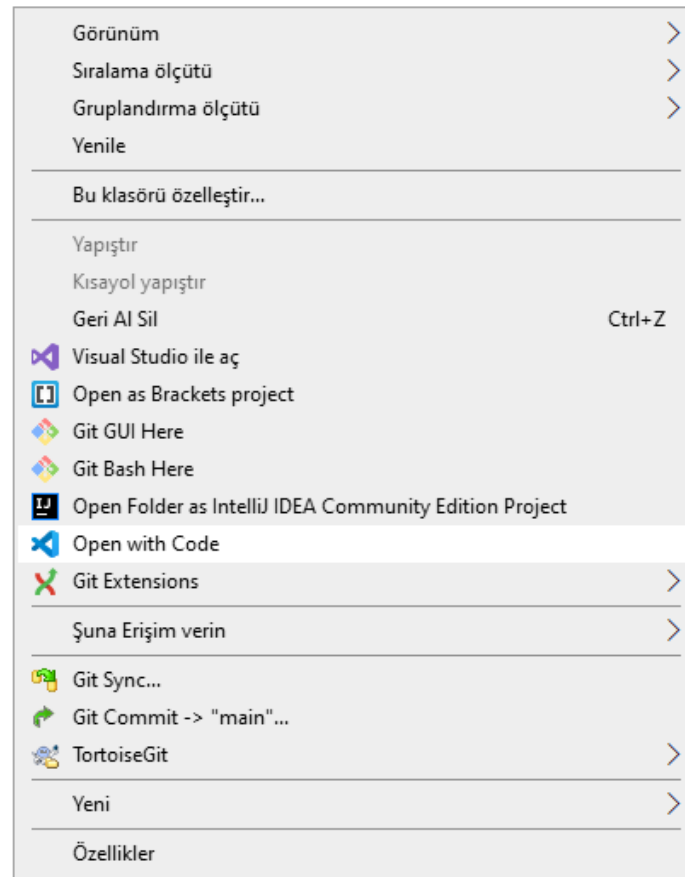 Görünüm
Sıralama ölçütü
Gruplandırma ölçütü
Yenile
Bu klasörü özelleştir...
Yapıştır
Kısayol yapıştır
Geri Al Sil Ctrl+Z
Visual Studio ile aç
Open as Brackets project
Git GUI Here
Git Bash Here
Open Folder as IntelliJ IDEA Community Edition Project
Open with Code
Git Extensions
Şuna Erişim verin
Git Sync...
Git Commit -> "main"...
TortoiseGit
Yeni
Özellikler